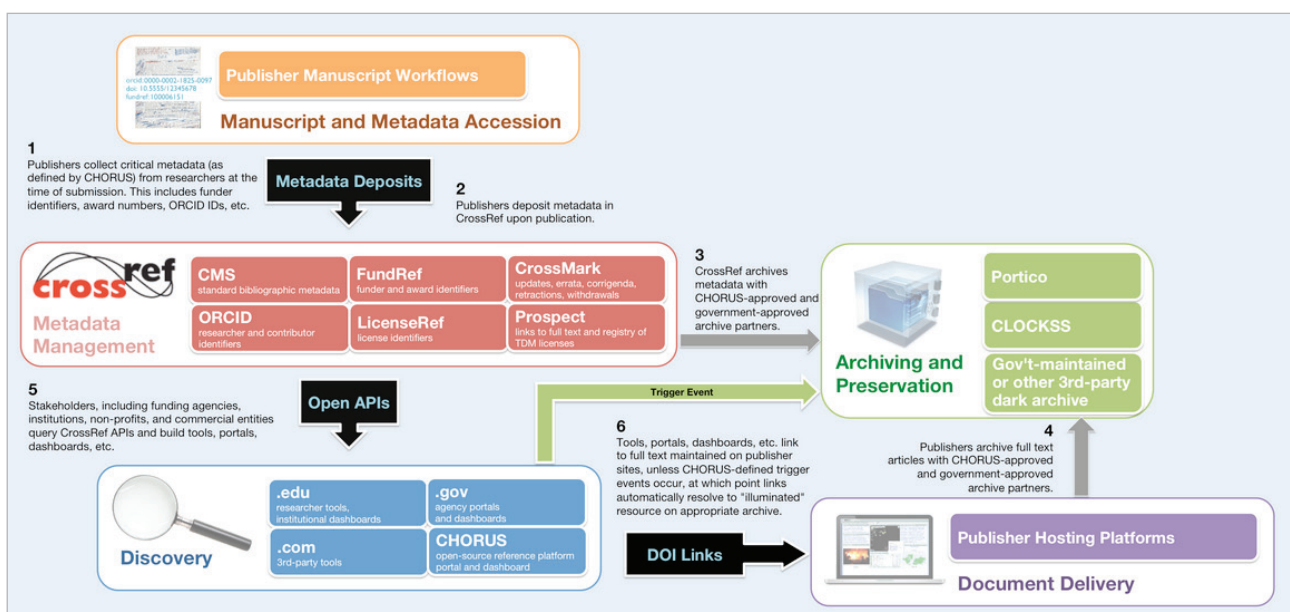 orcid:0000-0002-1825-0097
doi: 10.5555/12345678
fundref:100006151
Publisher Manuscript Workflows
Manuscript and Metadata Accession
1
Publishers collect critical metadata (as
defined by CHORUS) from researchers at the
time of submission. This includes funder
identifiers, award numbers, ORCID IDs, etc.
Metadata Deposits
2
Publishers deposit metadata in
CrossRef upon publication.
crossref
Metadata
Management
CMS
standard bibliographic metadata
FundRef
funder and award identifiers
CrossMark
updates, errata, corrigenda,
retractions, withdrawals
ORCID
researcher and contributor
identifiers
LicenseRef
license identifiers
Prospect
links to full text and registry of
TDM licenses
3
CrossRef archives
metadata with
CHORUS-approved and
government-approved
archive partners.
Archiving and
Preservation
Portico
CLOCKSS
Gov't-maintained
or other 3rd-party
dark archive
5
Stakeholders, including funding agencies,
institutions, non-profits, and commercial entities
query CrossRef APIs and build tools, portals,
dashboards, etc.
Open APIs
Trigger Event
6
Tools, portals, dashboards, etc. link
to full text maintained on publisher
sites, unless CHORUS-defined trigger
events occur, at which point links
automatically resolve to "illuminated"
resource on appropriate archive.
4
Publishers archive full text
articles with CHORUS-approved
and government-approved
archive partners.
Discovery
.edu
researcher tools,
institutional dashboards
.gov
agency portals
and dashboards
.com
3rd-party tools
CHORUS
open-source reference platform
portal and dashboard
DOI Links
Publisher Hosting Platforms
Document Delivery